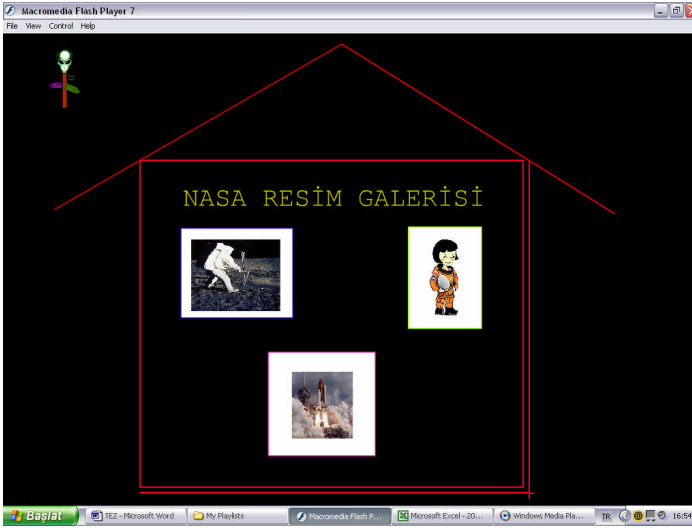 Macromedia Flash Player 7
File View Control Help
NASA RESİM GALERİSİ
Başlat
TEZ - Microsoft Word
My Playlists
Macromedia Flash P...
Microsoft Excel - 20...
Windows Media Pla...
TR
16:54